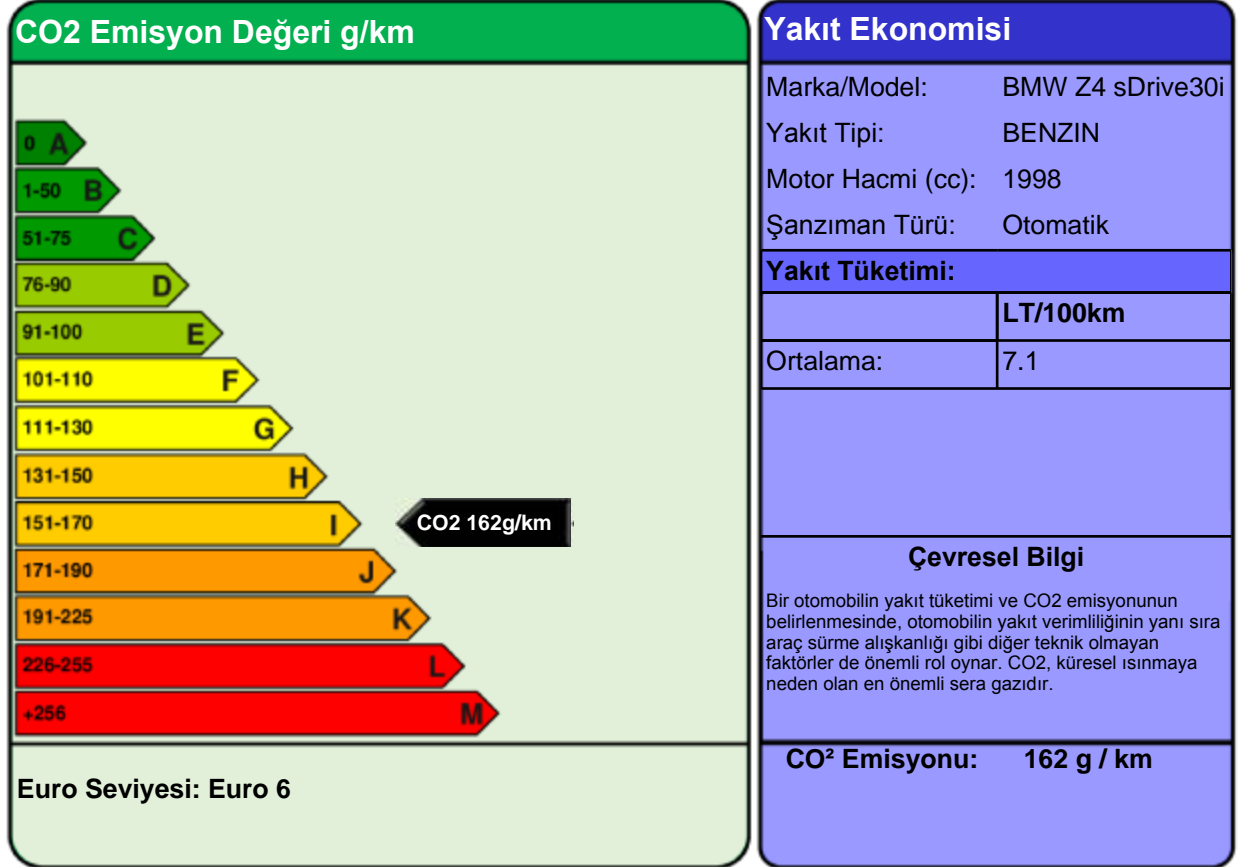 CO2 Emisyon Değeri g/km
0 A
1-50 B
51-75 C
76-90 D
91-100 E
101-110 F
111-130 G
131-150 H
151-170 I
CO2 162g/km
171-190 J
191-225 K
226-255 L
+256 M
Euro Seviyesi: Euro 6
Yakıt Ekonomisi
Marka/Model: BMW Z4 sDrive30i
Yakıt Tipi: BENZIN
Motor Hacmi (cc): 1998
Şanzıman Türü: Otomatik
Yakıt Tüketimi:
LT/100km
Ortalama: 7.1
Çevresel Bilgi
Bir otomobilin yakıt tüketimi ve CO2 emisyonunun
belirlenmesinde, otomobilin yakıt verimliliğinin yanı sıra
araç sürme alışkanlığı gibi diğer teknik olmayan
faktörler de önemli rol oynar. CO2, küresel ısınmaya
neden olan en önemli sera gazıdır.
CO² Emisyonu: 162 g / km